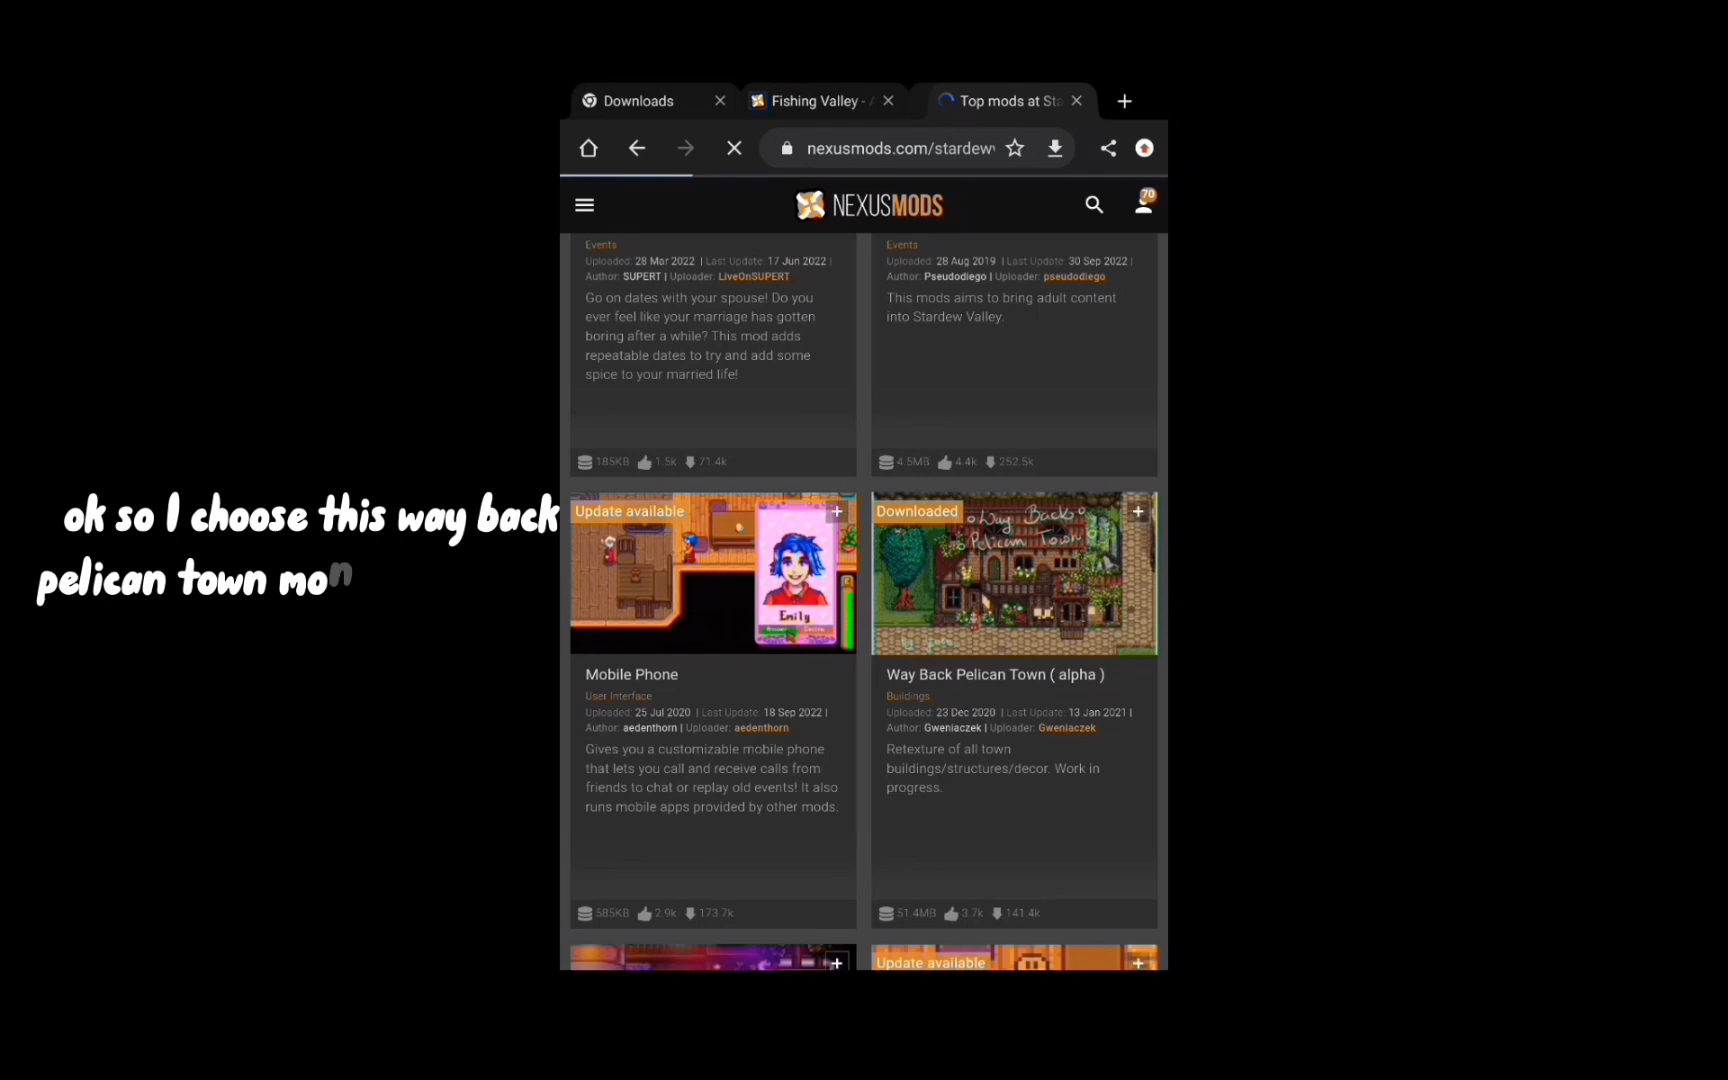 Downloads
Fishing Valley -
Top mods at Sta
nexusmods.com/stardew
NEXUSMODS
70
Events
Uploaded: 28 Mar 2022 | Last Update: 17 Jun 2022 |
Author: SUPERT | Uploader: LiveOnSUPERT
Go on dates with your spouse! Do you
ever feel like your marriage has gotten
boring after a while? This mod adds
repeatable dates to try and add some
spice to your married life!
185KB 1.5k 71.4k
Events
Uploaded: 28 Aug 2019 | Last Update: 30 Sep 2022 |
Author: Pseudodiego | Uploader: pseudodiego
This mods aims to bring adult content
into Stardew Valley.
4.5MB 4.4k 252.5k
ok so I choose this way back
pelican town mon
Update available
Emily
Mobile Phone
User Interface
Uploaded: 25 Jul 2020 | Last Update: 18 Sep 2022 |
Author: aedenthorn | Uploader: aedenthorn
Gives you a customizable mobile phone
that lets you call and receive calls from
friends to chat or replay old events! It also
runs mobile apps provided by other mods.
585KB 2.9k 173.7k
Downloaded
Way Back
Pelican Town
Way Back Pelican Town ( alpha )
Buildings
Uploaded: 23 Dec 2020 | Last Update: 13 Jan 2021 |
Author: Gweniaczek | Uploader: Gweniaczek
Retexture of all town
buildings/structures/decor. Work in
progress.
51.4MB 3.7k 141.4k
Update available